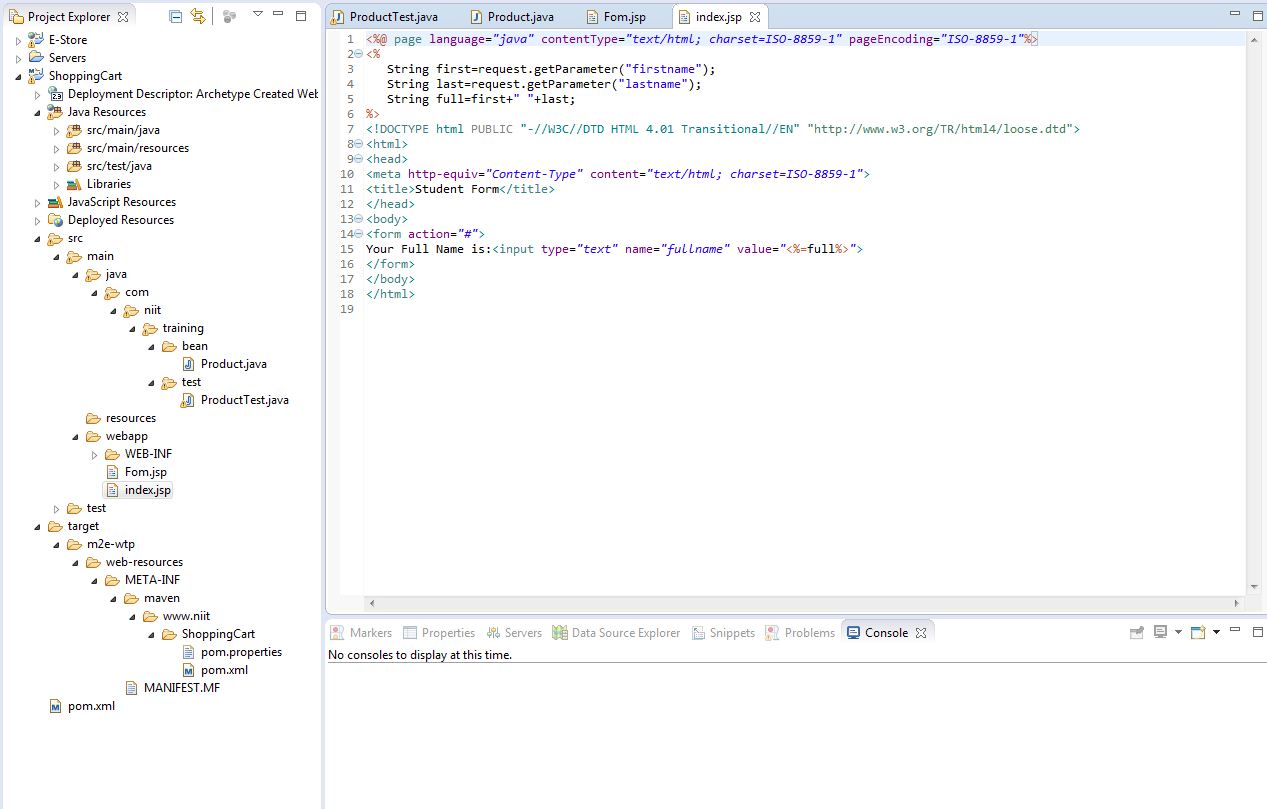 Project Explorer
E-Store
Servers
ShoppingCart
Deployment Descriptor: Archetype Created Web
Java Resources
src/main/java
src/main/resources
src/test/java
Libraries
JavaScript Resources
Deployed Resources
src
main
java
com
niit
training
bean
Product.java
test
ProductTest.java
resources
webapp
WEB-INF
Fom.jsp
index.jsp
test
target
m2e-wtp
web-resources
META-INF
maven
www.niit
ShoppingCart
pom.properties
pom.xml
MANIFEST.MF
pom.xml
ProductTest.java Product.java Fom.jsp index.jsp
1 <%@ page language="java" contentType="text/html; charset=ISO-8859-1" pageEncoding="ISO-8859-1"%>
2 <%
3 String first=request.getParameter("firstname");
4 String last=request.getParameter("lastname");
5 String full=first+" "+last;
6 %>
7 <!DOCTYPE html PUBLIC "-//W3C//DTD HTML 4.01 Transitional//EN" "http://www.w3.org/TR/html4/loose.dtd">
8 <html>
9 <head>
10 <meta http-equiv="Content-Type" content="text/html; charset=ISO-8859-1">
11 <title>Student Form</title>
12 </head>
13 <body>
14 <form action="#">
15 Your Full Name is:<input type="text" name="fullname" value="<%=full%>">
16 </form>
17 </body>
18 </html>
19
Markers Properties Servers Data Source Explorer Snippets Problems Console
No consoles to display at this time.